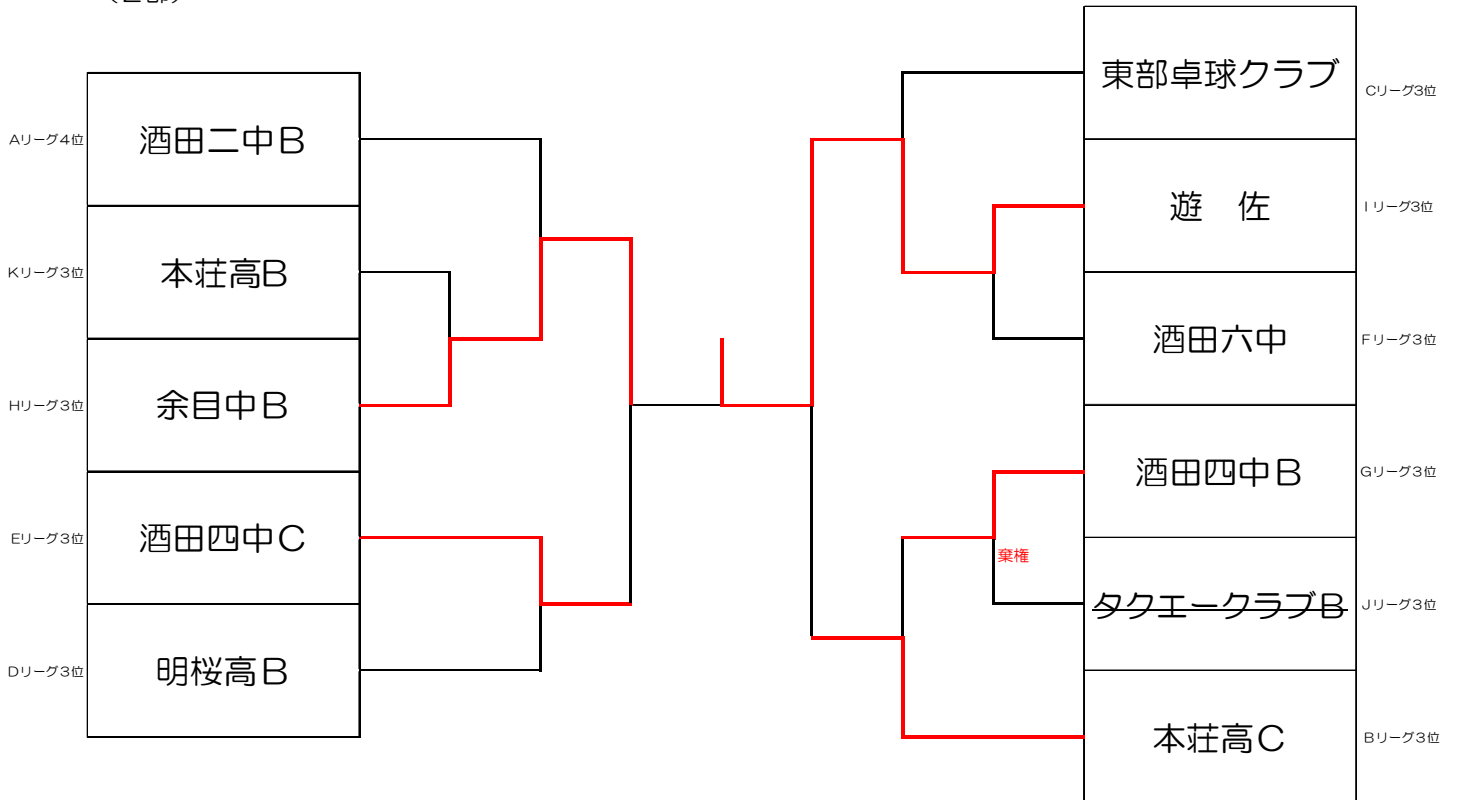 Aリーグ4位 酒田二中B
Kリーグ3位 本荘高B
Hリーグ3位 余目中B
Eリーグ3位 酒田四中C
Dリーグ3位 明桜高B
東部卓球クラブ Cリーグ3位
遊　佐 Iリーグ3位
酒田六中 Fリーグ3位
酒田四中B Gリーグ3位
棄権
タクエークラブB Jリーグ3位
本荘高C Bリーグ3位